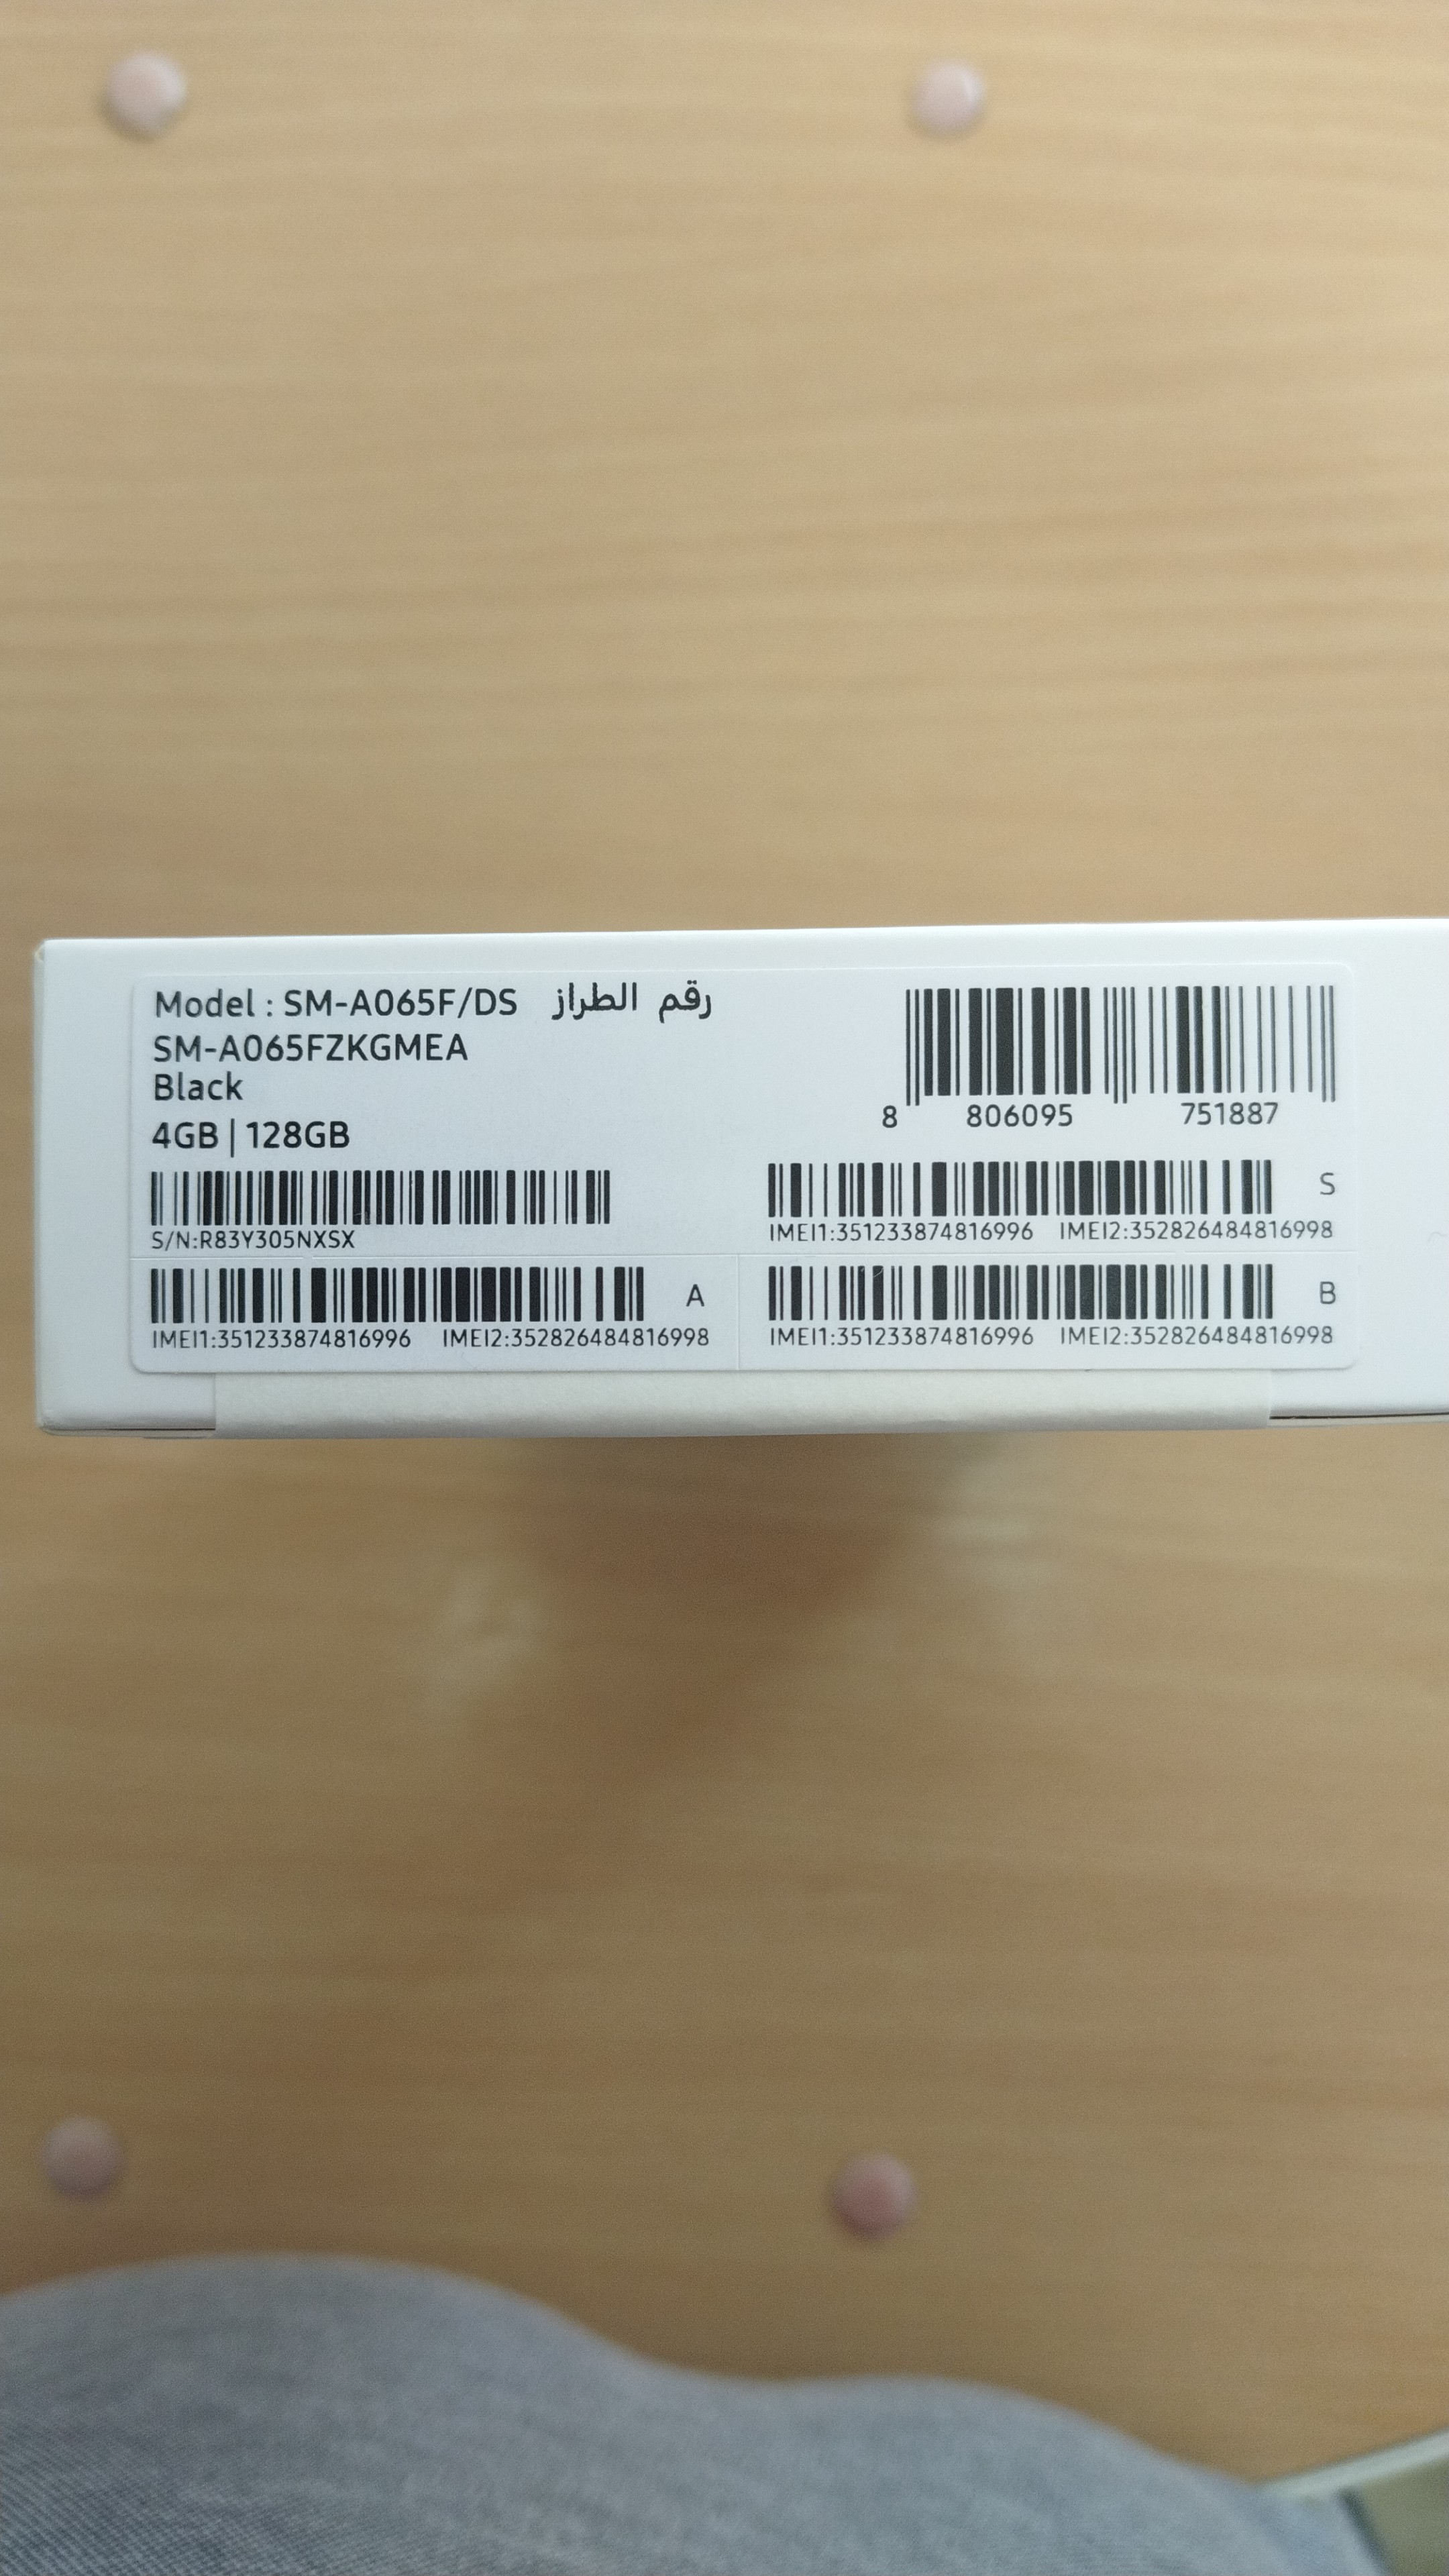 Model : SM-A065F/DS رقم الطراز
SM-A065FZKGMEA
Black
4GB | 128GB
S/N:R83Y305NXSX
8 806095 751887
S
IMEI1:351233874816996 IMEI2:352826484816998
A
IMEI1:351233874816996 IMEI2:352826484816998
B
IMEI1:351233874816996 IMEI2:352826484816998